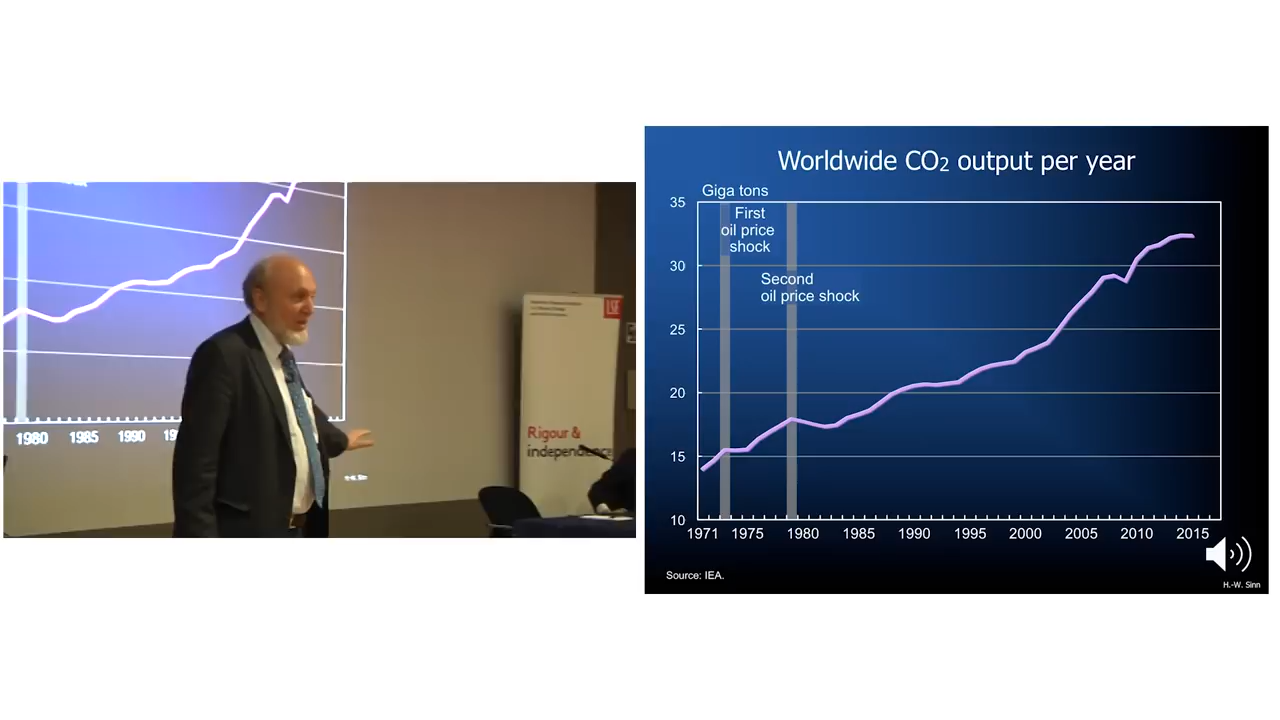 1980 1985 1990
LSE
Rigour &
independence
Worldwide CO2 output per year
Giga tons
35
30
25
20
15
10
First
oil price
shock
Second
oil price shock
1971 1975 1980 1985 1990 1995 2000 2005 2010 2015
Source: IEA.
H.-W. Sinn